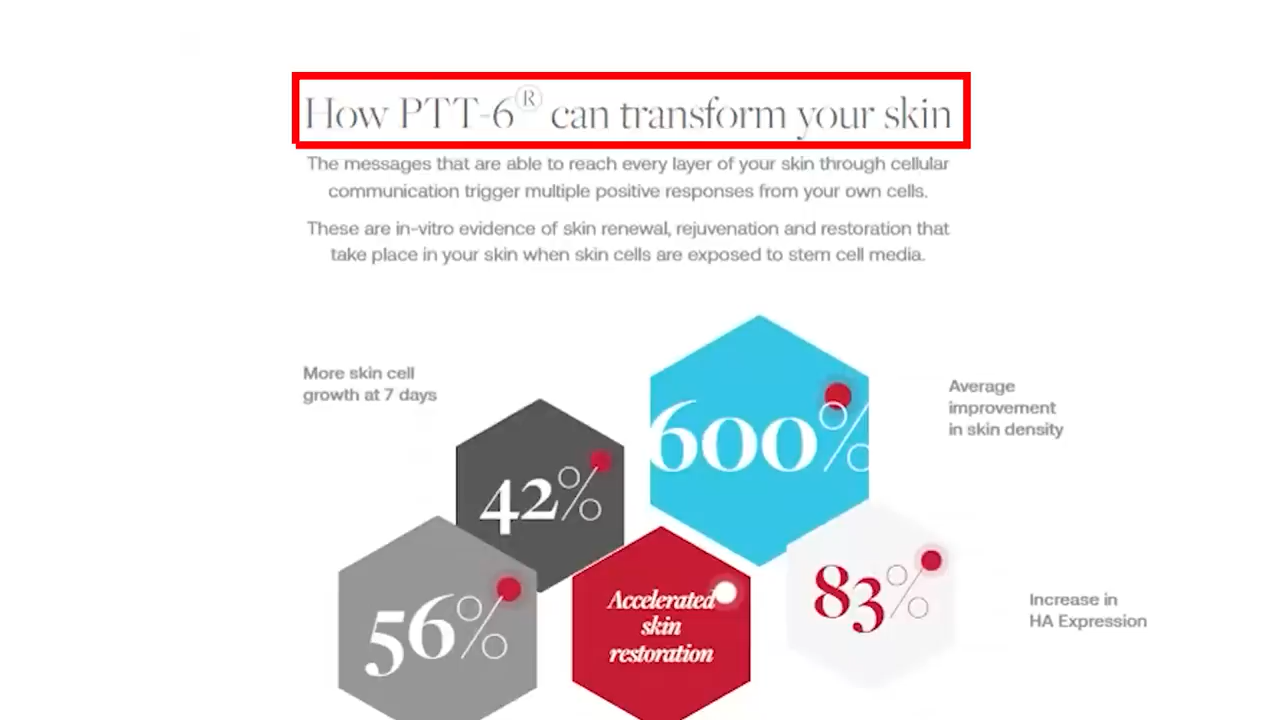 How PTT-6® can transform your skin
The messages that are able to reach every layer of your skin through cellular
communication trigger multiple positive responses from your own cells.
These are in-vitro evidence of skin renewal, rejuvenation and restoration that
take place in your skin when skin cells are exposed to stem cell media.
More skin cell
growth at 7 days
42%
600%
Average
improvement
in skin density
56%
Accelerated
skin
restoration
83%
Increase in
HA Expression